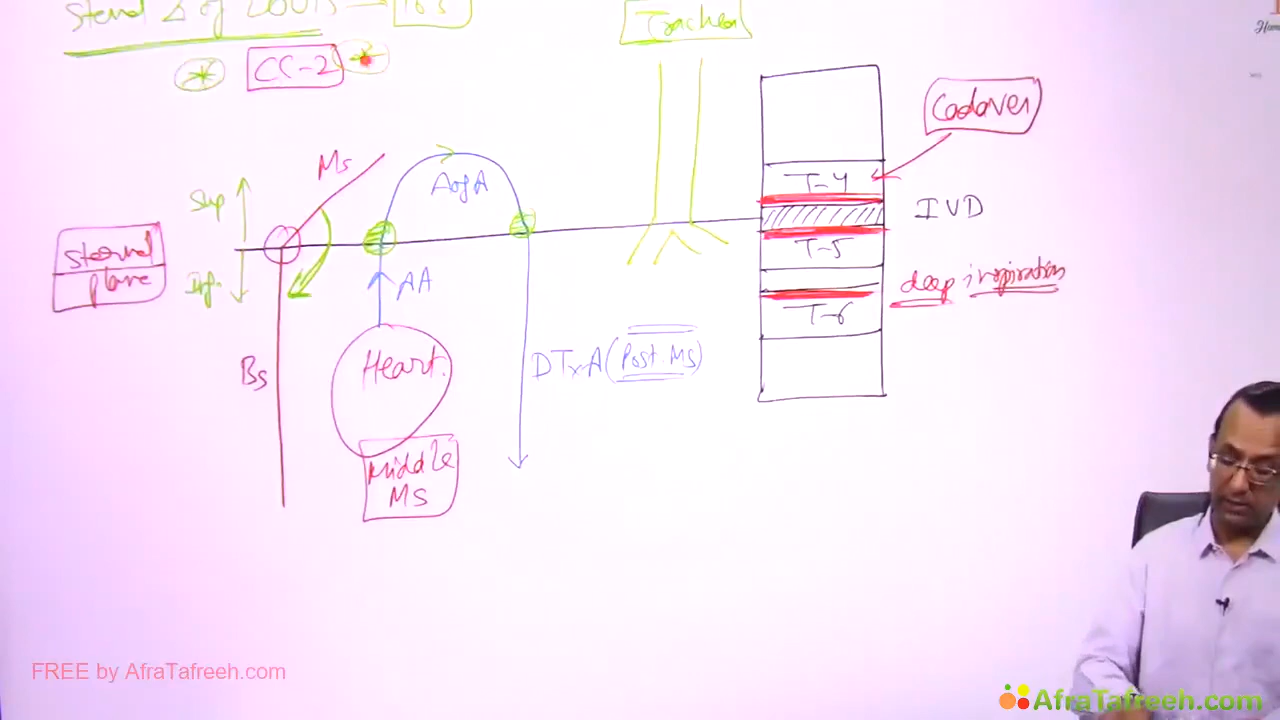 Sternal ∠ of Louis →
CC-2
Trachea
Cadaver
Ms
Sup
A of A
T-4
IVD
Sternal
plane
Inf.
AA
T-5
deep inspiration
T-6
Bs
Heart.
DTxA (Post. Ms)
Middle
MS
FREE by AfraTafreeh.com
AfraTafreeh.com